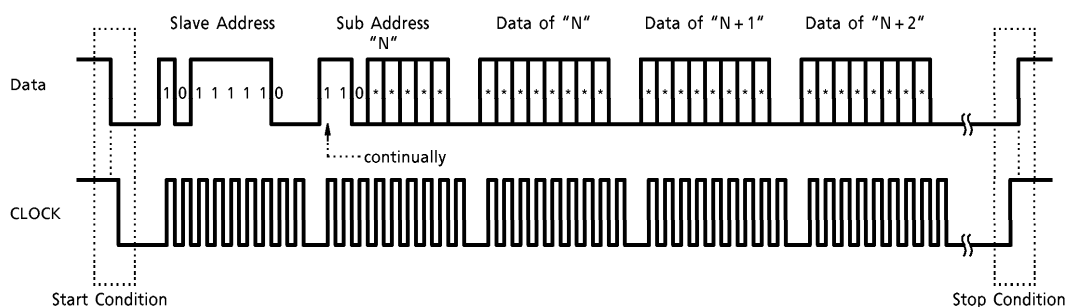 Slave Address
Sub Address "N"
Data of "N"
Data of "N+1"
Data of "N+2"
Data
1 0 1 1 1 1 1 0
1 1 0 * * * * *
* * * * * * * *
* * * * * * * *
* * * * * * * *
continually
CLOCK
Start Condition
Stop Condition